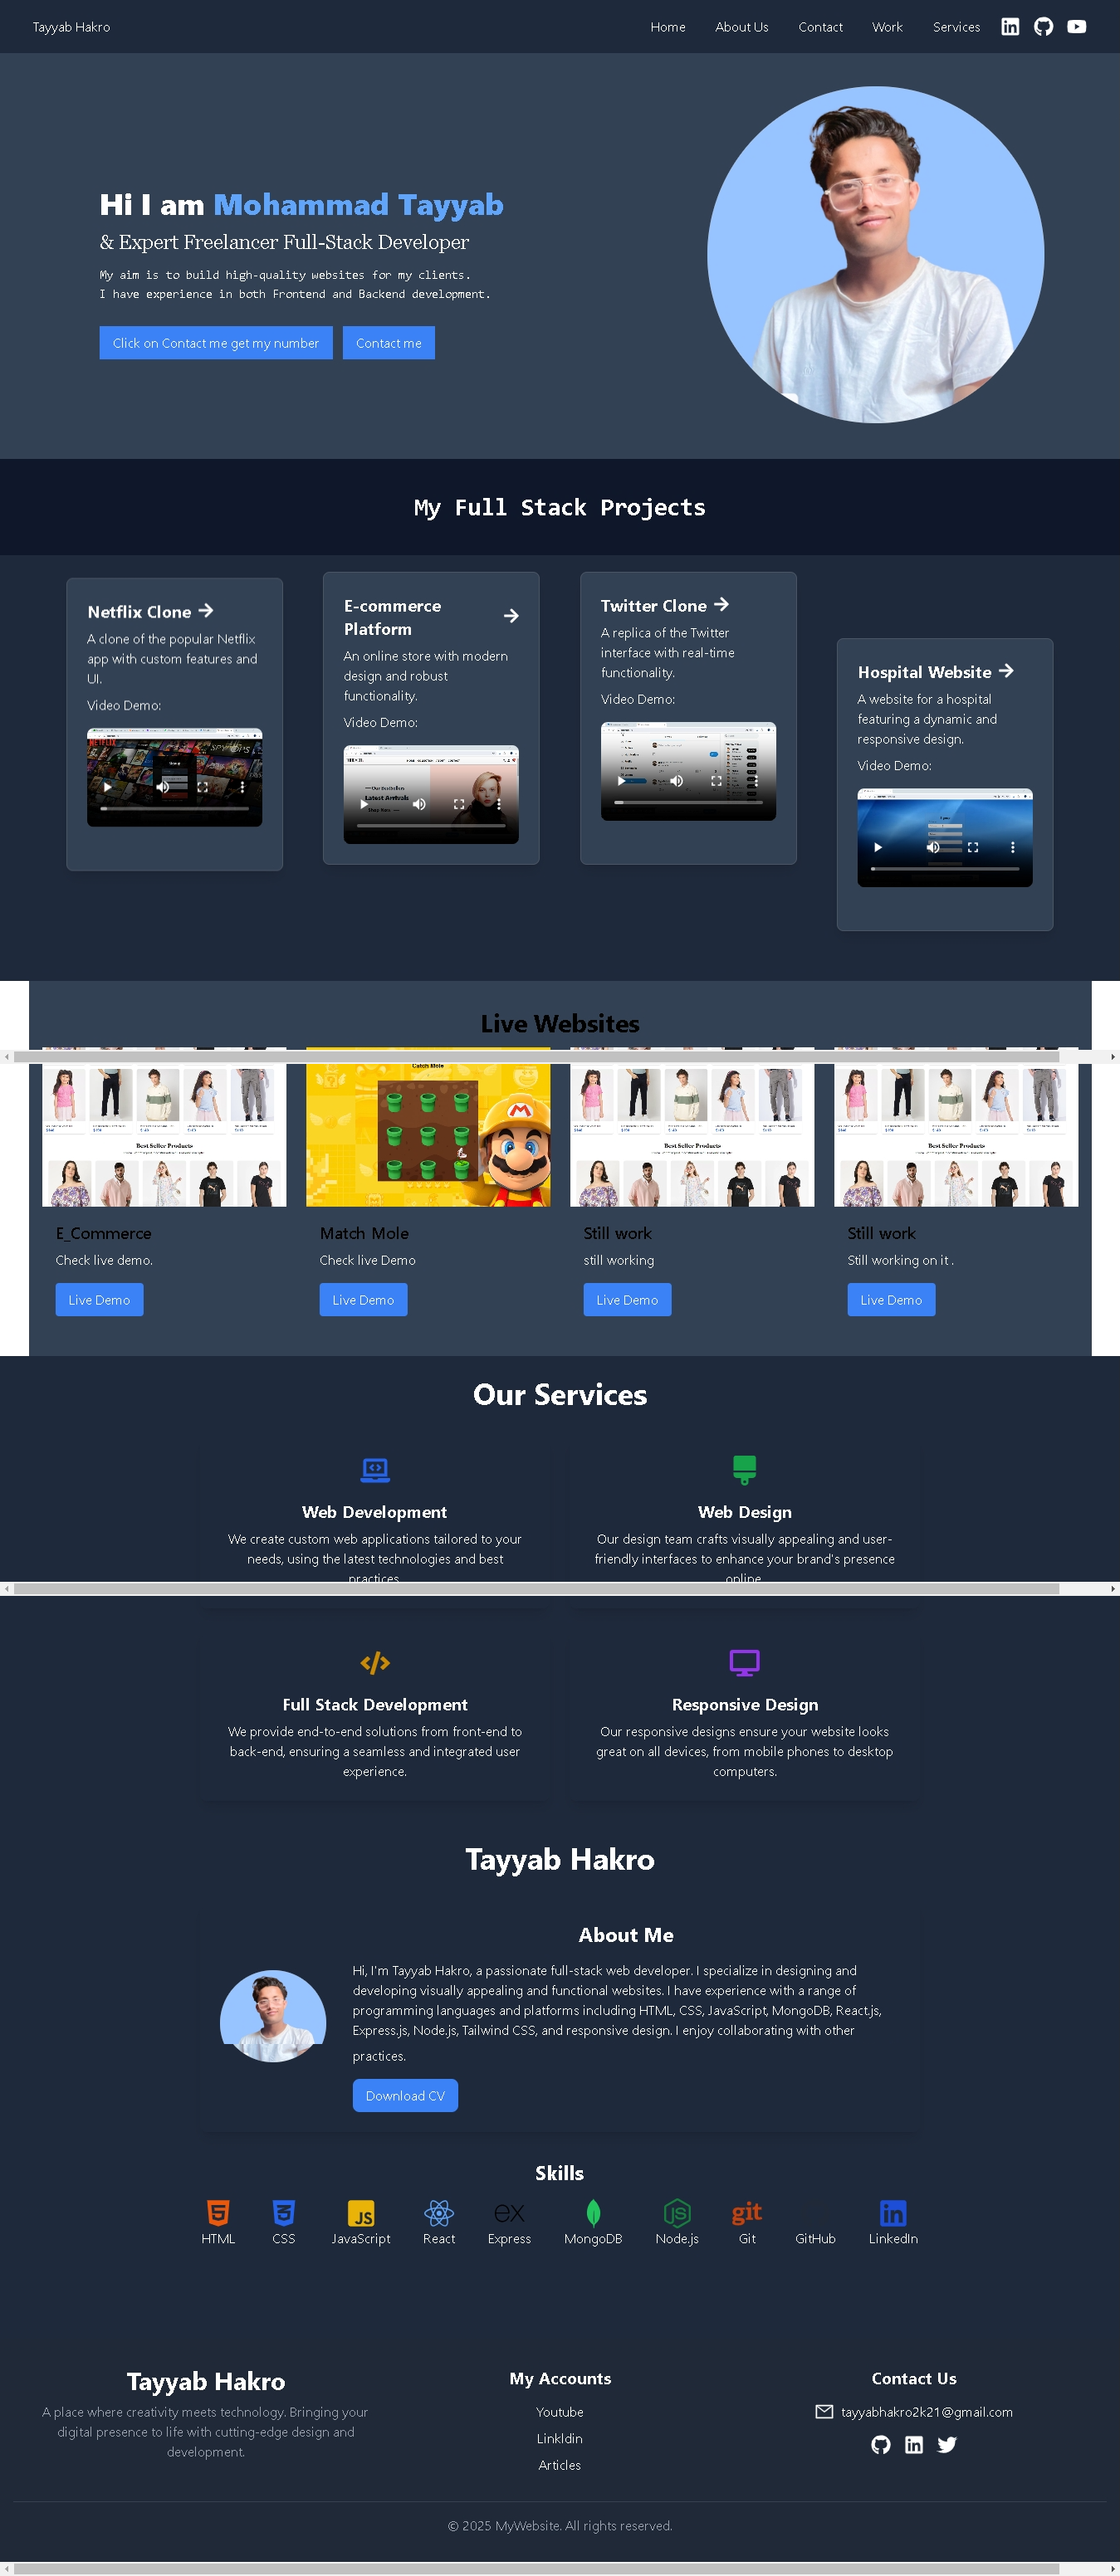 Tayyab Hakro
Home About Us Contact Work Services
Hi I am Mohammad Tayyab
& Expert Freelancer Full-Stack Developer
My aim is to build high-quality websites for my clients.
I have experience in both Frontend and Backend development.
Click on Contact me get my number
Contact me
My Full Stack Projects
Netflix Clone
A clone of the popular Netflix
app with custom features and
UI.
Video Demo:
E-commerce
Platform
An online store with modern
design and robust
functionality.
Video Demo:
Twitter Clone
A replica of the Twitter
interface with real-time
functionality.
Video Demo:
Hospital Website
A website for a hospital
featuring a dynamic and
responsive design.
Video Demo:
Live Websites
Best Seller Products
Catch Mole
Best Seller Products
Best Seller Products
E_Commerce
Check live demo.
Live Demo
Match Mole
Check live Demo
Live Demo
Still work
still working
Live Demo
Still work
Still working on it .
Live Demo
Our Services
Web Development
We create custom web applications tailored to your
needs, using the latest technologies and best
practices
Web Design
Our design team crafts visually appealing and user-
friendly interfaces to enhance your brand's presence
online
Full Stack Development
We provide end-to-end solutions from front-end to
back-end, ensuring a seamless and integrated user
experience.
Responsive Design
Our responsive designs ensure your website looks
great on all devices, from mobile phones to desktop
computers.
Tayyab Hakro
About Me
Hi, I'm Tayyab Hakro, a passionate full-stack web developer. I specialize in designing and
developing visually appealing and functional websites. I have experience with a range of
programming languages and platforms including HTML, CSS, JavaScript, MongoDB, React.js,
Express.js, Node.js, Tailwind CSS, and responsive design. I enjoy collaborating with other
practices.
Download CV
Skills
HTML CSS JavaScript React Express MongoDB Node.js Git GitHub LinkedIn
Tayyab Hakro
A place where creativity meets technology. Bringing your
digital presence to life with cutting-edge design and
development.
My Accounts
Youtube
Linkldin
Articles
Contact Us
tayyabhakro2k21@gmail.com
© 2025 MyWebsite. All rights reserved.